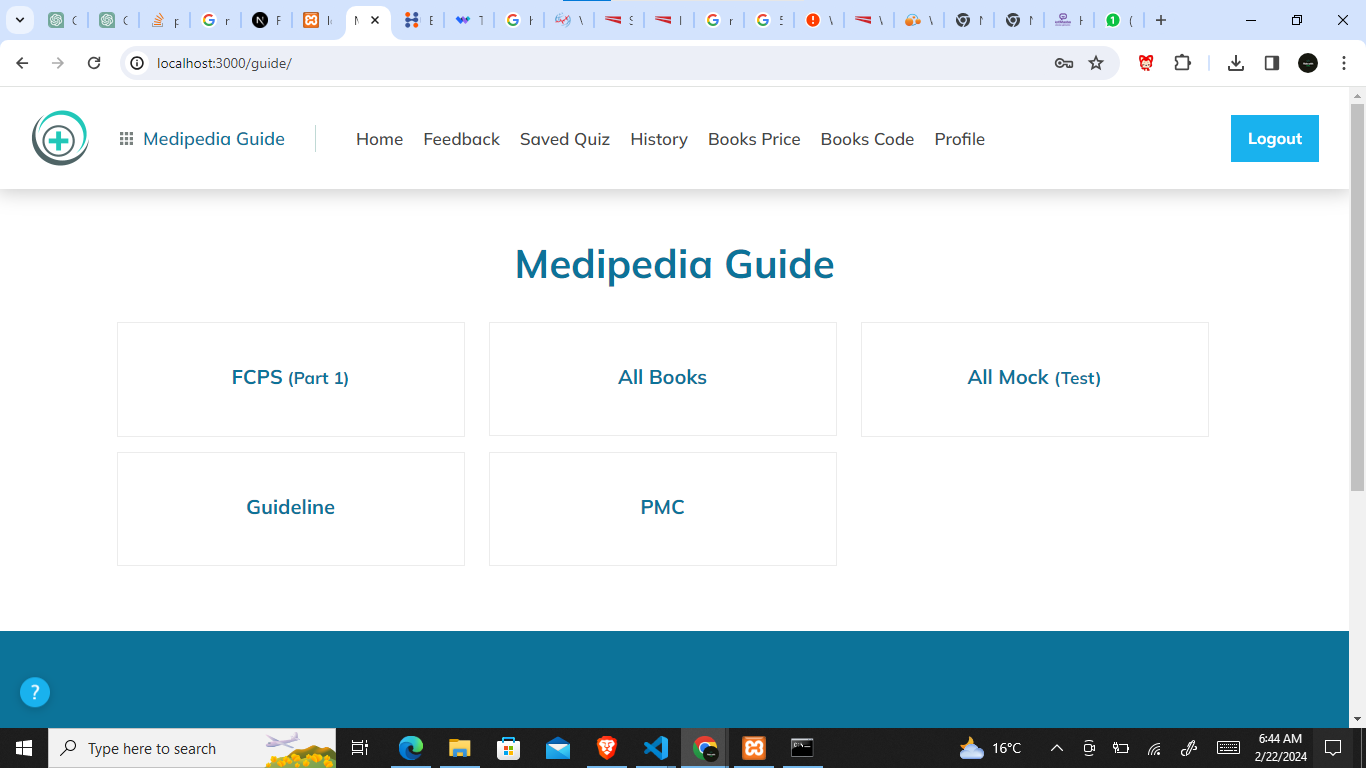 localhost:3000/guide/
Medipedia Guide
Home Feedback Saved Quiz History Books Price Books Code Profile
Logout
Medipedia Guide
FCPS (Part 1)
All Books
All Mock (Test)
Guideline
PMC
?
Type here to search
16°C
6:44 AM
2/22/2024